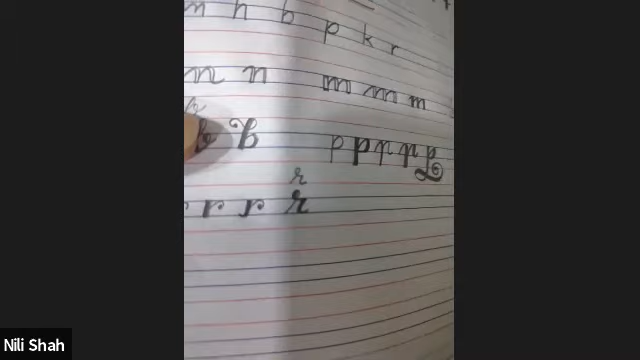 m h b p k r
m n m m m
b
b b p p p p p
r
r r r r
Nili Shah